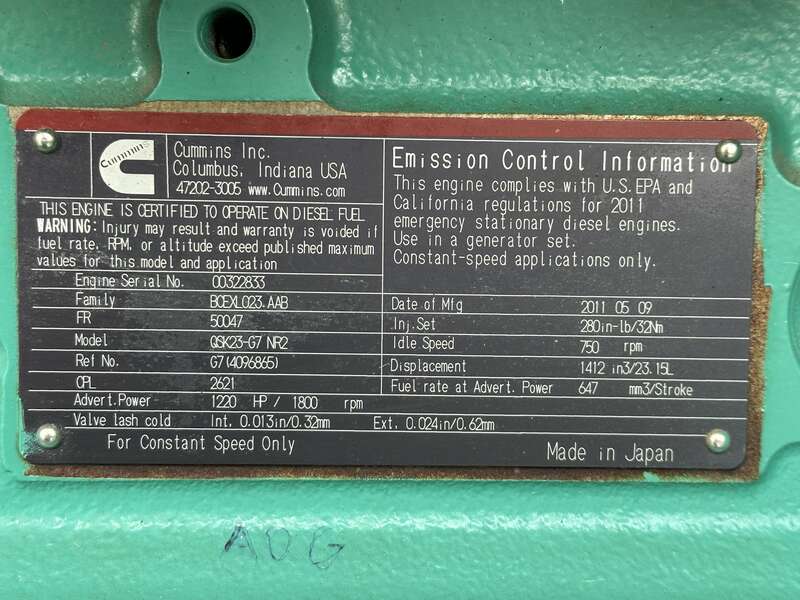 Cummins
Cummins Inc.
Columbus, Indiana USA
47202-3005 www.Cummins.com
THIS ENGINE IS CERTIFIED TO OPERATE ON DIESEL FUEL
WARNING: Injury may result and warranty is voided if
fuel rate, RPM, or altitude exceed published maximum
values for this model and application
Engine Serial No. 00322833
Family BCEXL023.AAB
FR 50047
Model QSK23-G7 NR2
Ref No. G7(4096865)
CPL 2621
Advert.Power 1220 HP / 1800 rpm
Valve lash cold Int. 0.013in/0.32mm Ext. 0.024in/0.62mm
For Constant Speed Only
Emission Control Information
This engine complies with U.S.EPA and
California regulations for 2011
emergency stationary diesel engines.
Use in a generator set.
Constant-speed applications only.
Date of Mfg 2011 05 09
Inj.Set 280in-lb/32Nm
Idle Speed 750 rpm
Displacement 1412 in3/23.15L
Fuel rate at Advert. Power 647 mm3/Stroke
Made in Japan
AOG